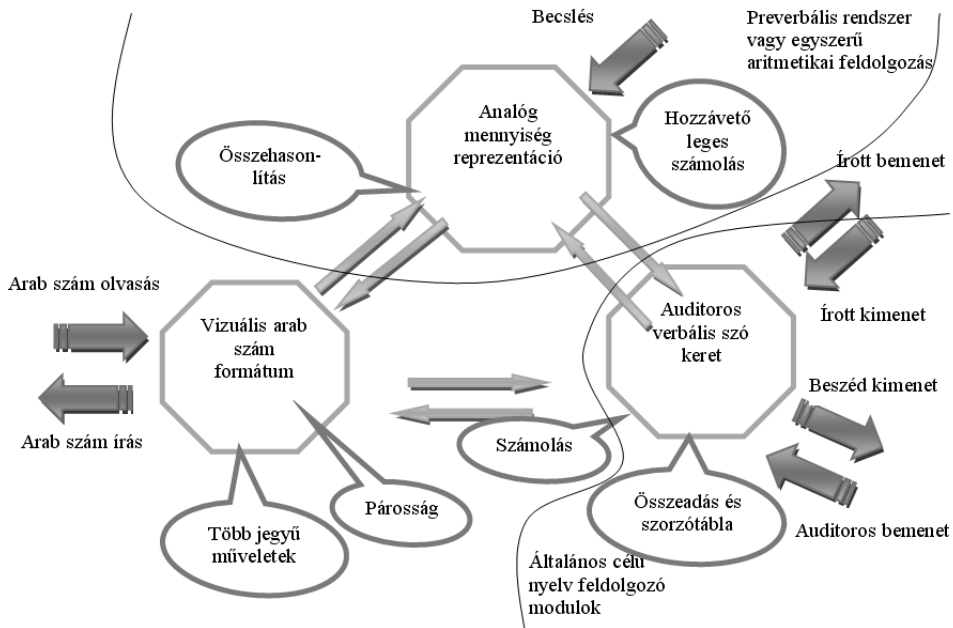 Becslés
Preverbális rendszer
vagy egyszerű
aritmetikai feldolgozás
Analóg
mennyiség
reprezentáció
Hozzávető
leges
számolás
Összehason-
lítás
Írott bemenet
Arab szám olvasás
Vizuális arab
szám
formátum
Auditoros
verbális szó
keret
Írott kimenet
Beszéd kimenet
Arab szám írás
Számolás
Párosság
Több jegyű
műveletek
Összeadás és
szorzótábla
Auditoros bemenet
Általános célú
nyelv feldolgozó
modulok